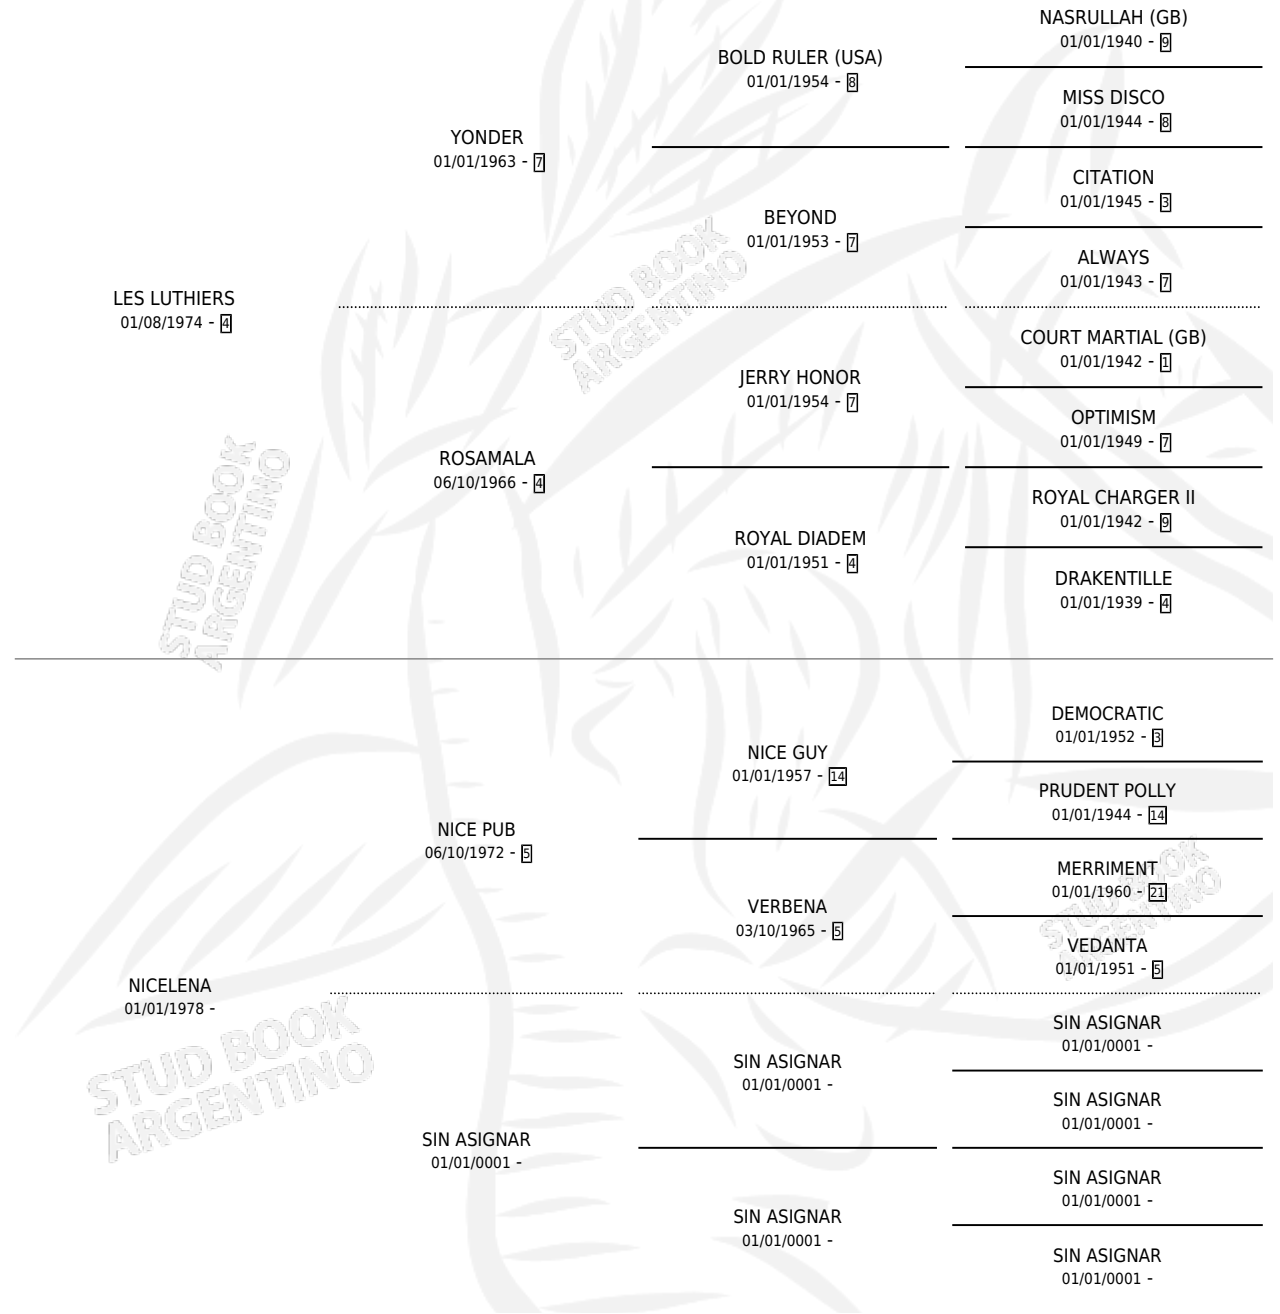 NASRULLAH (GB)
01/01/1940 - 9
BOLD RULER (USA)
01/01/1954 - 8
MISS DISCO
01/01/1944 - 8
YONDER
01/01/1963 - 7
CITATION
01/01/1945 - 3
BEYOND
01/01/1953 - 7
ALWAYS
01/01/1943 - 7
LES LUTHIERS
01/08/1974 - 4
COURT MARTIAL (GB)
01/01/1942 - 1
JERRY HONOR
01/01/1954 - 7
OPTIMISM
01/01/1949 - 7
ROSAMALA
06/10/1966 - 4
ROYAL CHARGER II
01/01/1942 - 9
ROYAL DIADEM
01/01/1951 - 4
DRAKENTILLE
01/01/1939 - 4
DEMOCRATIC
01/01/1952 - 3
NICE GUY
01/01/1957 - 14
PRUDENT POLLY
01/01/1944 - 14
NICE PUB
06/10/1972 - 5
MERRIMENT
01/01/1960 - 21
VERBENA
03/10/1965 - 5
VEDANTA
01/01/1951 - 5
NICELENA
01/01/1978 -
SIN ASIGNAR
01/01/0001 -
SIN ASIGNAR
01/01/0001 -
SIN ASIGNAR
01/01/0001 -
SIN ASIGNAR
01/01/0001 -
SIN ASIGNAR
01/01/0001 -
SIN ASIGNAR
01/01/0001 -
SIN ASIGNAR
01/01/0001 -
STUD BOOK
ARGENTINO
STUD BOOK
ARGENTINO
STUD BOOK
ARGENTINO
STUD BOOK
ARGENTINO